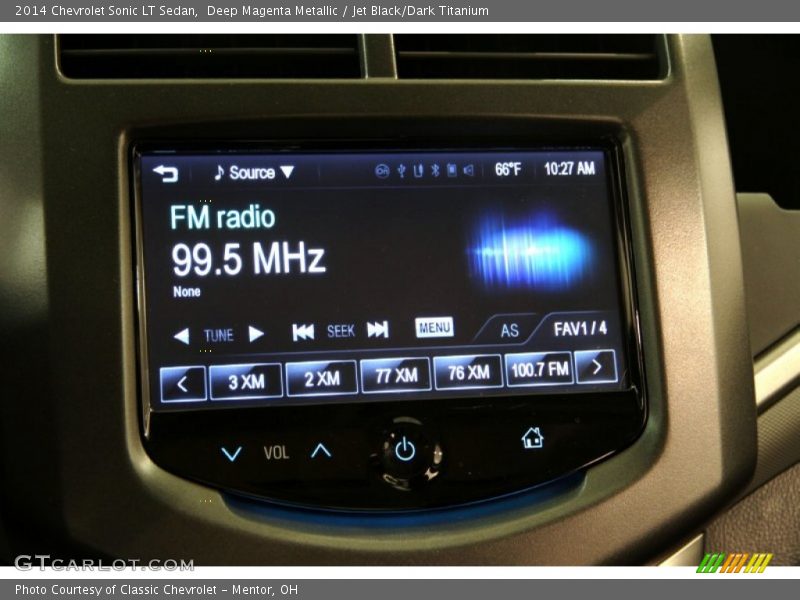 2014 Chevrolet Sonic LT Sedan,  Deep Magenta Metallic / Jet Black/Dark Titanium
Source 66°F 10:27 AM
FM radio
99.5 MHz
None
TUNE SEEK MENU AS FAV1 / 4
< 3 XM 2 XM 77 XM 76 XM 100.7 FM >
VOL
GTCARLOT.COM
Photo Courtesy of Classic Chevrolet - Mentor, OH